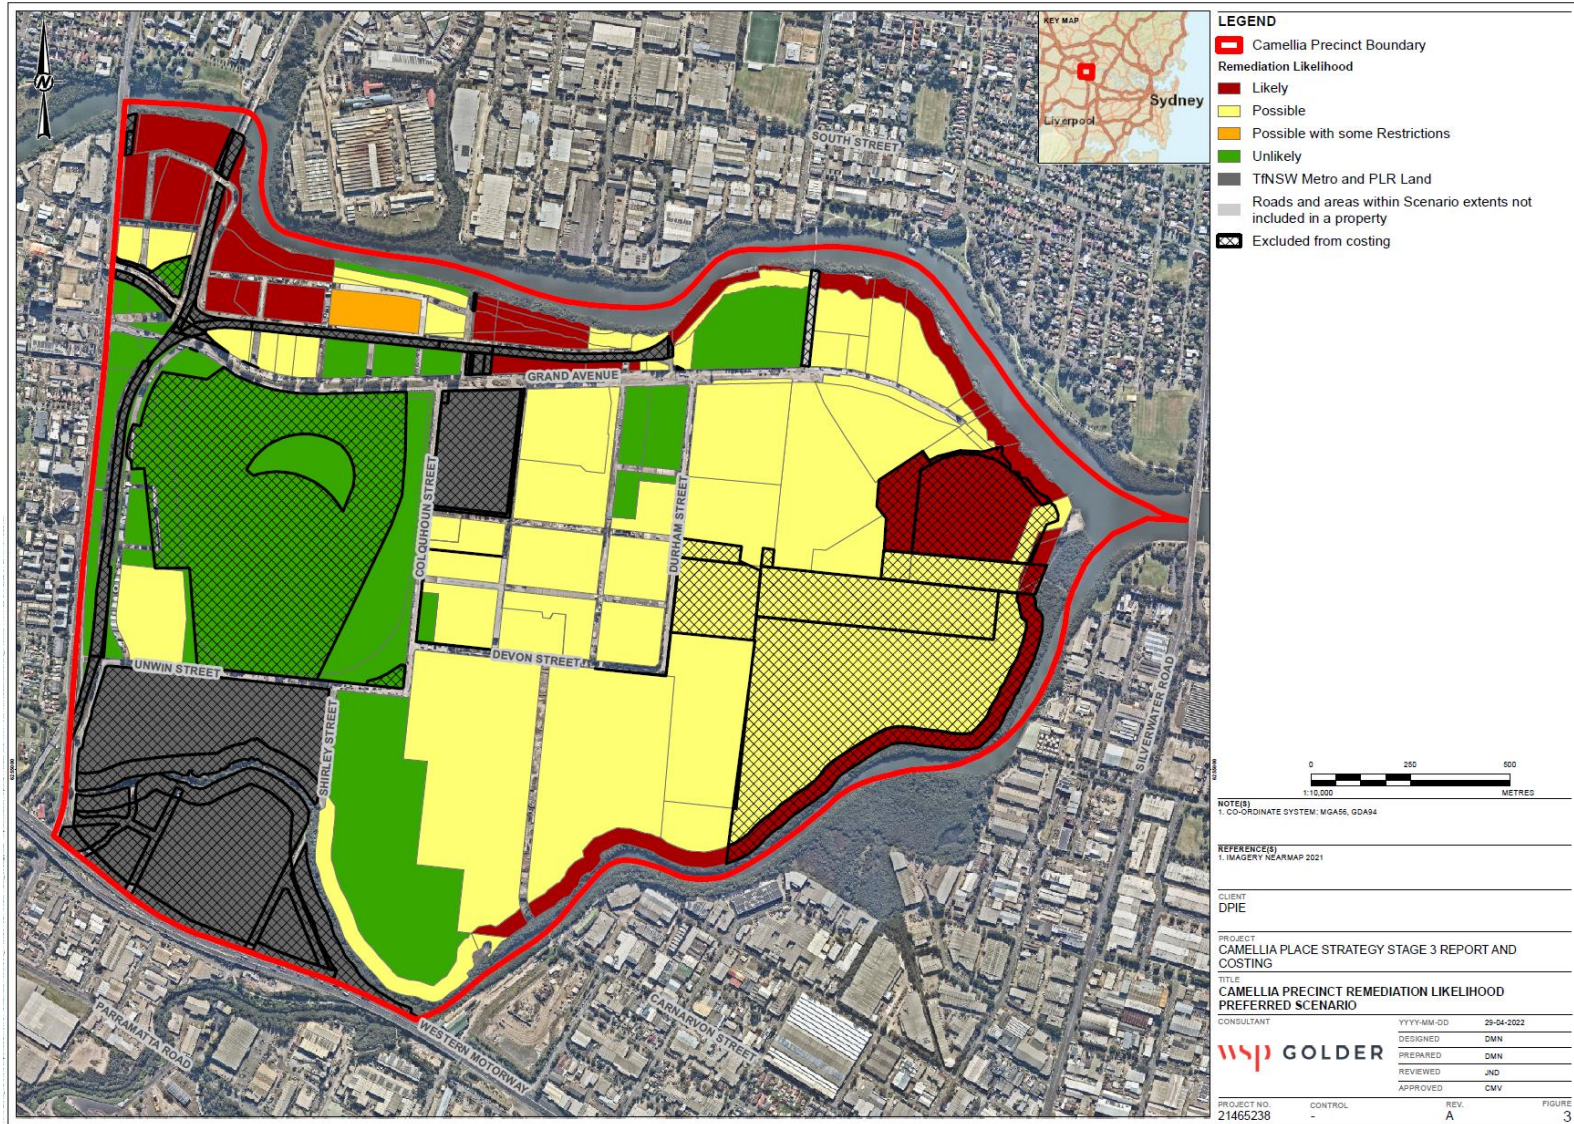 KEY MAP
Sydney
Liverpool
N
SOUTH STREET
GRAND AVENUE
COLQUHOUN STREET
DURHAM STREET
DEVON STREET
UNWIN STREET
SHIRLEY STREET
SILVERWATER ROAD
CARNARVON STREET
WESTERN MOTORWAY
PARRAMATTA ROAD
LEGEND
Camellia Precinct Boundary
Remediation Likelihood
Likely
Possible
Possible with some Restrictions
Unlikely
TfNSW Metro and PLR Land
Roads and areas within Scenario extents not
included in a property
Excluded from costing
0 250 500
1:10,000 METRES
NOTE(S)
1. CO-ORDINATE SYSTEM: MGA56, GDA94
REFERENCE(S)
1. IMAGERY NEARMAP 2021
CLIENT
DPIE
PROJECT
CAMELLIA PLACE STRATEGY STAGE 3 REPORT AND
COSTING
TITLE
CAMELLIA PRECINCT REMEDIATION LIKELIHOOD
PREFERRED SCENARIO
CONSULTANT
wsp GOLDER
YYYY-MM-DD 29-04-2022
DESIGNED DMN
PREPARED DMN
REVIEWED JND
APPROVED CMV
PROJECT NO. CONTROL REV. FIGURE
21465238 - A 3